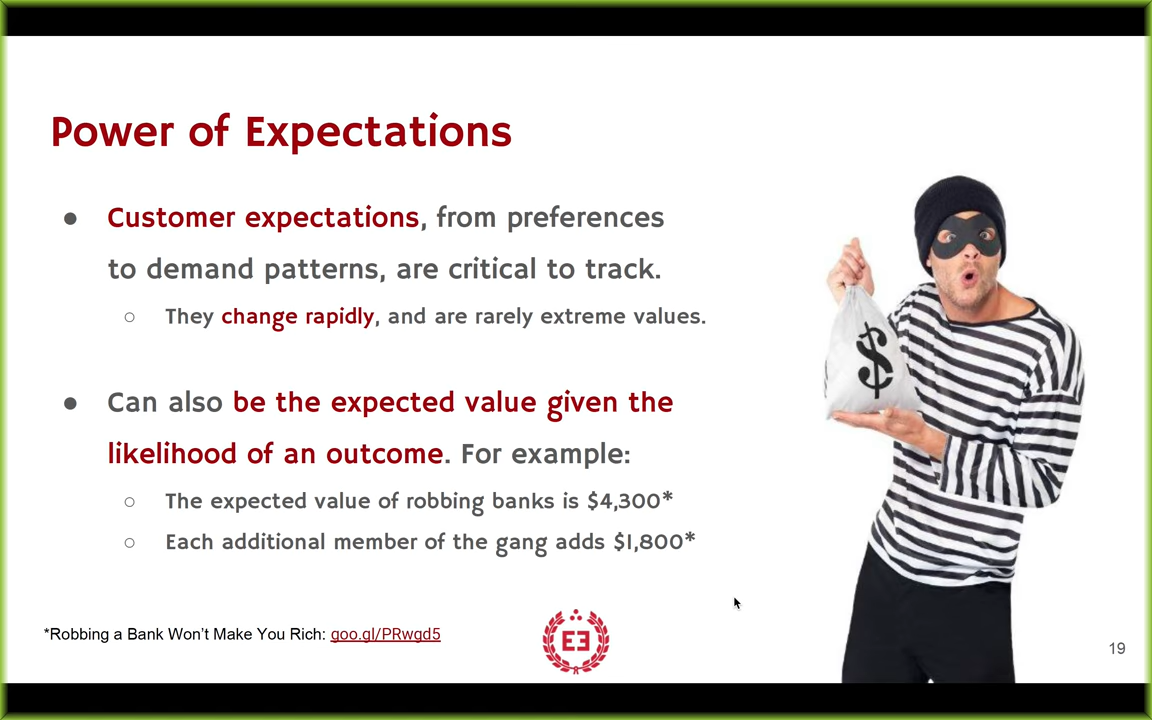 Power of Expectations
● Customer expectations, from preferences
to demand patterns, are critical to track.
○ They change rapidly, and are rarely extreme values.
● Can also be the expected value given the
likelihood of an outcome. For example:
○ The expected value of robbing banks is $4,300*
○ Each additional member of the gang adds $1,800*
$
*Robbing a Bank Won't Make You Rich: goo.gl/PRwgd5
EE
19